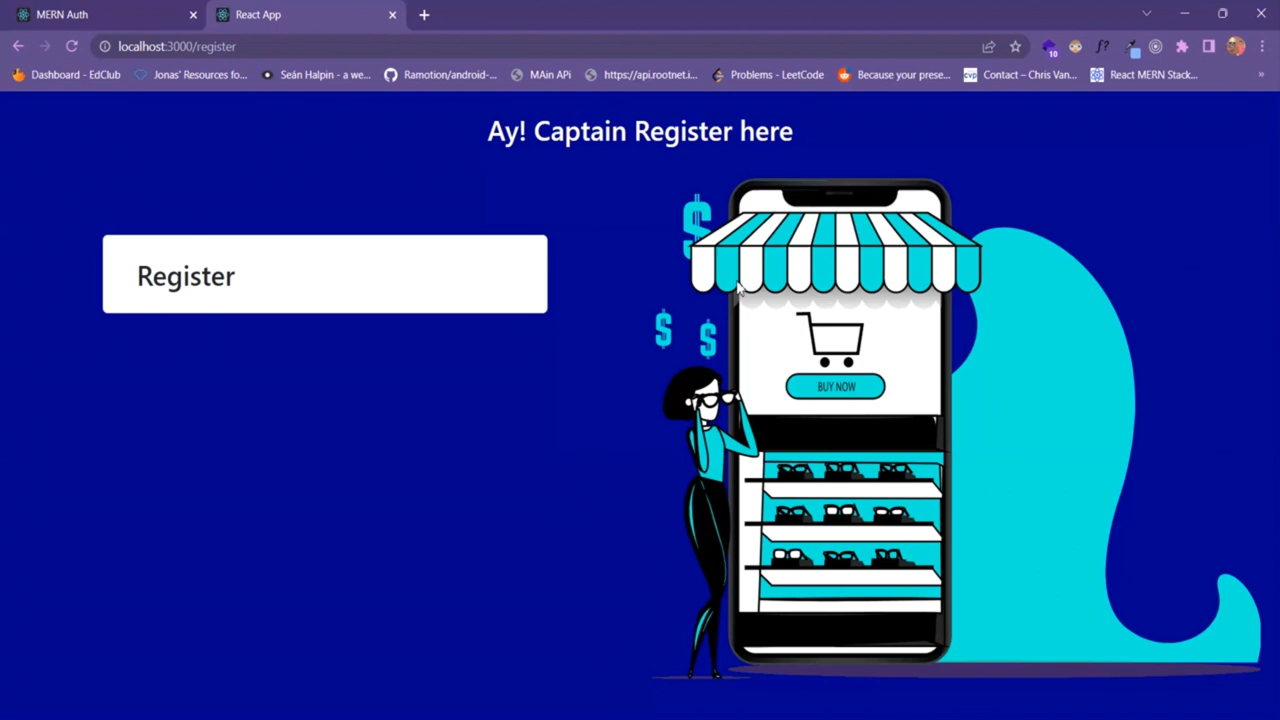 MERN Auth
React App
localhost:3000/register
10
f?
Dashboard - EdClub
Jonas' Resources fo...
Seán Halpin - a we...
Ramotion/android-...
MAin APi
https://api.rootnet.i...
Problems - LeetCode
Because your prese...
cvp
Contact – Chris Van...
React MERN Stack...
»
Ay! Captain Register here
Register
$
$
$
BUY NOW